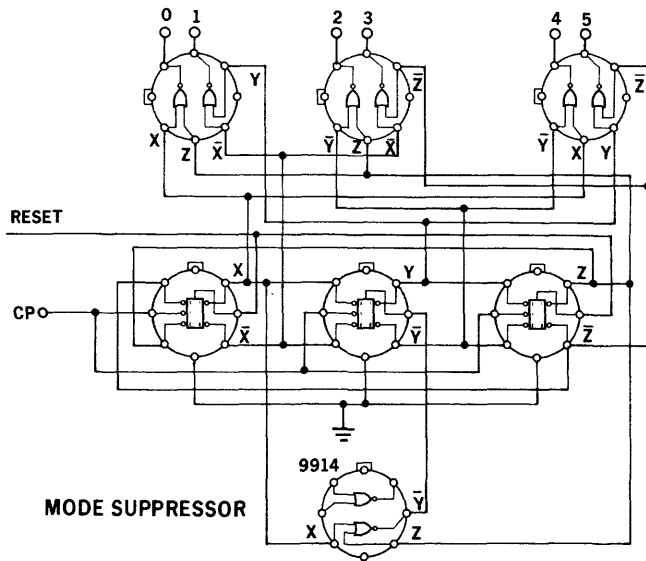 0 1 2 3 4 5
Y Z̅ Z̅
X Z X̅ Y̅ Z X̅ Y̅ X Y
RESET
X Y Z
CP
X̅ Y̅ Z̅
9914
MODE SUPPRESSOR
Y̅
X Z